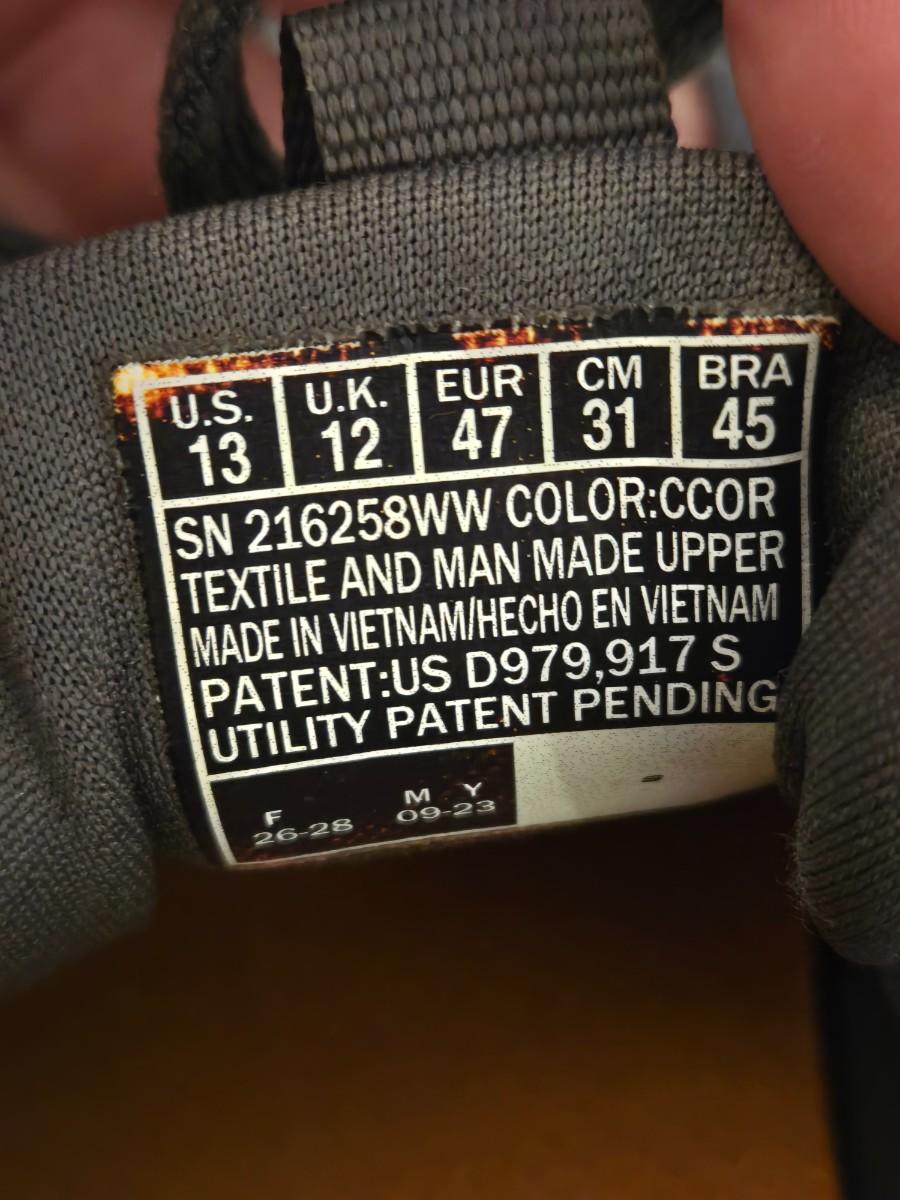 U.S. U.K. EUR CM BRA
13 12 47 31 45
SN 216258WW COLOR:CCOR
TEXTILE AND MAN MADE UPPER
MADE IN VIETNAM/HECHO EN VIETNAM
PATENT:US D979,917 S
UTILITY PATENT PENDING
F M Y
26-28 09-23